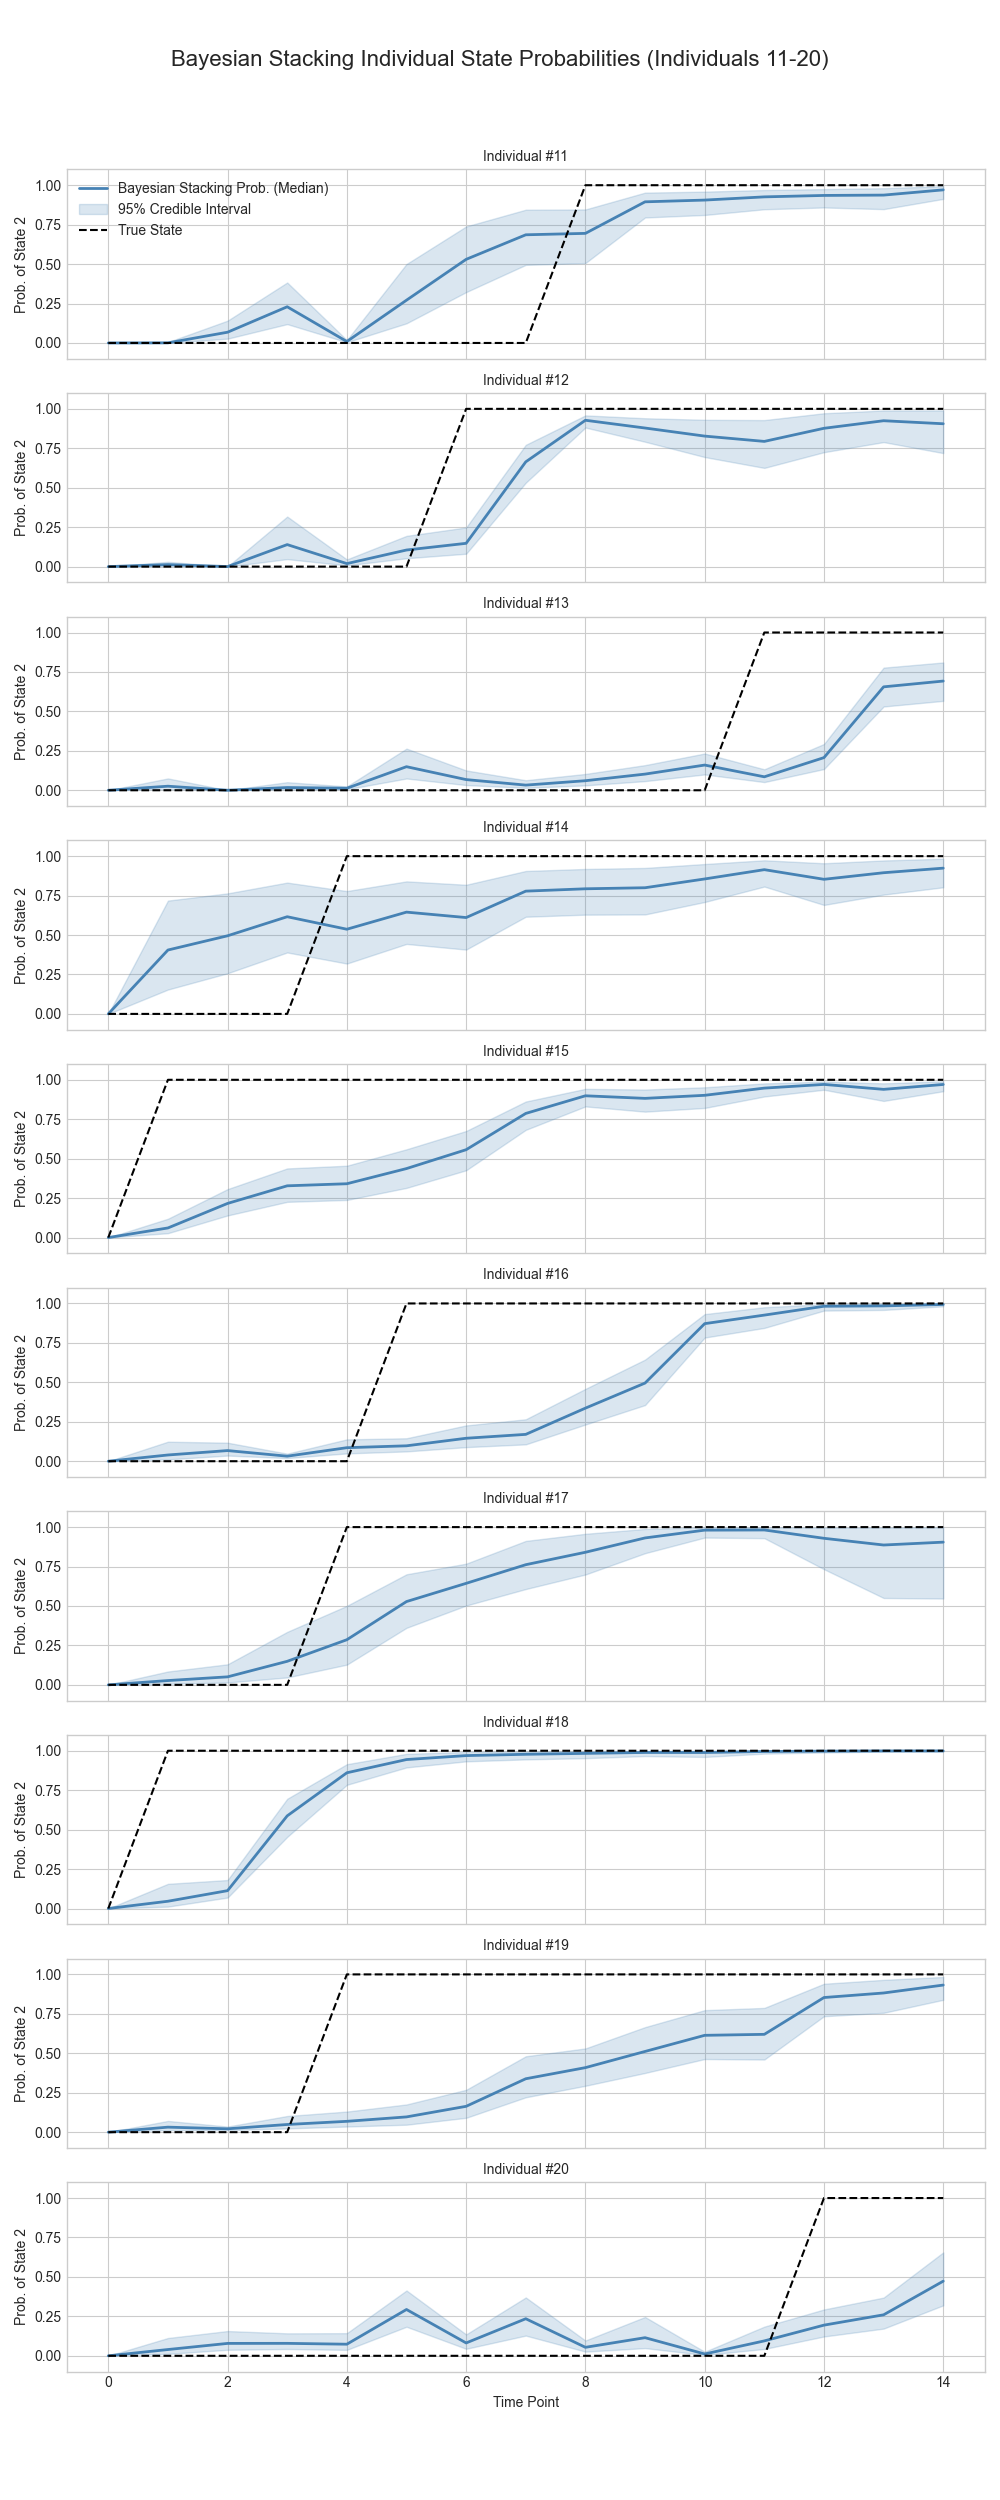 Bayesian Stacking Individual State Probabilities (Individuals 11-20)
Individual #11
Prob. of State 2
1.00
0.75
0.50
0.25
0.00
Bayesian Stacking Prob. (Median)
95% Credible Interval
True State
Individual #12
Prob. of State 2
1.00
0.75
0.50
0.25
0.00
Individual #13
Prob. of State 2
1.00
0.75
0.50
0.25
0.00
Individual #14
Prob. of State 2
1.00
0.75
0.50
0.25
0.00
Individual #15
Prob. of State 2
1.00
0.75
0.50
0.25
0.00
Individual #16
Prob. of State 2
1.00
0.75
0.50
0.25
0.00
Individual #17
Prob. of State 2
1.00
0.75
0.50
0.25
0.00
Individual #18
Prob. of State 2
1.00
0.75
0.50
0.25
0.00
Individual #19
Prob. of State 2
1.00
0.75
0.50
0.25
0.00
Individual #20
Prob. of State 2
1.00
0.75
0.50
0.25
0.00
0 2 4 6 8 10 12 14
Time Point